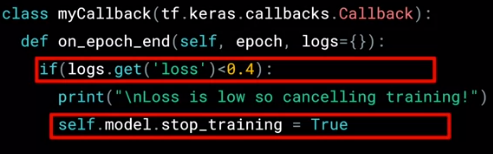 class myCallback(tf.keras.callbacks.Callback):
def on_epoch_end(self, epoch, logs={}):
if(logs.get('loss')<0.4):
print("\nLoss is low so cancelling training!")
self.model.stop_training = True